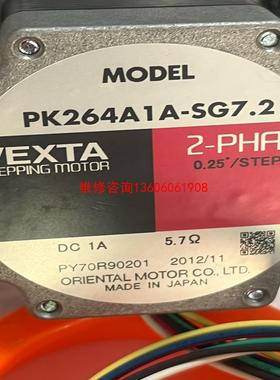 MODEL
PK264A1A-SG7.2
VEXTA
2-PHA
STEPPING MOTOR
0.25°/STEP
维修咨询13606061908
DC 1A 5.7Ω
PY70R90201 2012/11
ORIENTAL MOTOR CO., LTD.
MADE IN JAPAN